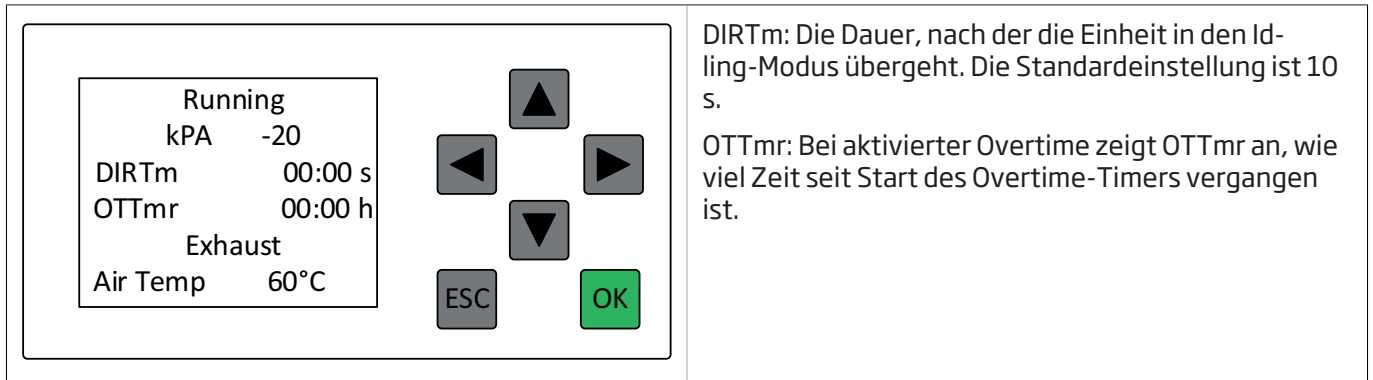 Running
kPA -20
DIRTm 00:00 s
OTTmr 00:00 h
Exhaust
Air Temp 60°C
ESC
OK
DIRTm: Die Dauer, nach der die Einheit in den Id-
ling-Modus übergeht. Die Standardeinstellung ist 10
s.
OTTmr: Bei aktivierter Overtime zeigt OTTmr an, wie
viel Zeit seit Start des Overtime-Timers vergangen
ist.